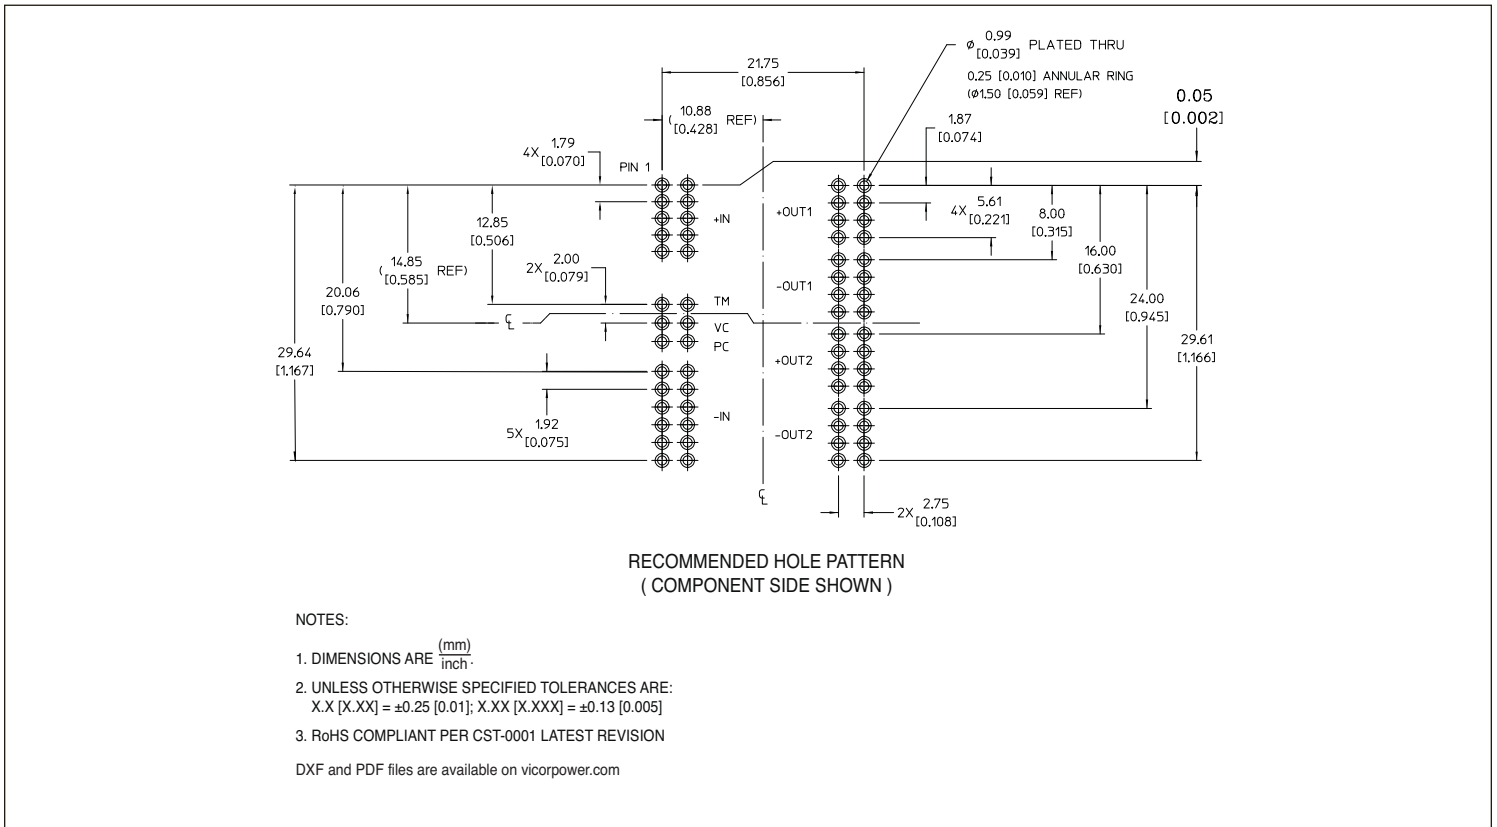 ø 0.99 [0.039] PLATED THRU
0.25 [0.010] ANNULAR RING
(ø1.50 [0.059] REF)
21.75
[0.856]
( 10.88 [0.428] REF)
0.05
[0.002]
1.87
[0.074]
4X 1.79 [0.070]
PIN 1
+IN
+OUT1
4X 5.61 [0.221]
8.00
[0.315]
12.85
[0.506]
( 14.85 [0.585] REF)
2X 2.00 [0.079]
16.00
[0.630]
20.06
[0.790]
-OUT1
24.00
[0.945]
TM
℄
VC
PC
29.64
[1.167]
29.61
[1.166]
+OUT2
5X 1.92 [0.075]
-IN
-OUT2
℄
2X 2.75 [0.108]
RECOMMENDED HOLE PATTERN
( COMPONENT SIDE SHOWN )
NOTES:
1. DIMENSIONS ARE (mm)/inch.
2. UNLESS OTHERWISE SPECIFIED TOLERANCES ARE:
X.X [X.XX] = ±0.25 [0.01]; X.XX [X.XXX] = ±0.13 [0.005]
3. RoHS COMPLIANT PER CST-0001 LATEST REVISION
DXF and PDF files are available on vicorpower.com